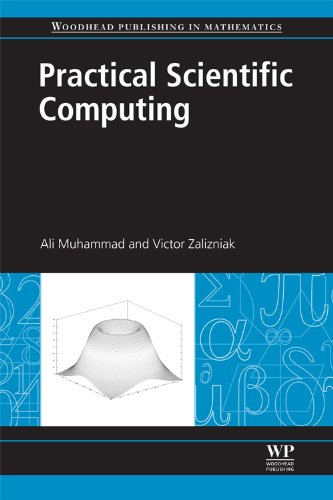 WOODHEAD PUBLISHING IN MATHEMATICS
Practical Scientific
Computing
Ali Muhammad and Victor Zalizniak
WP
WOODHEAD
PUBLISHING